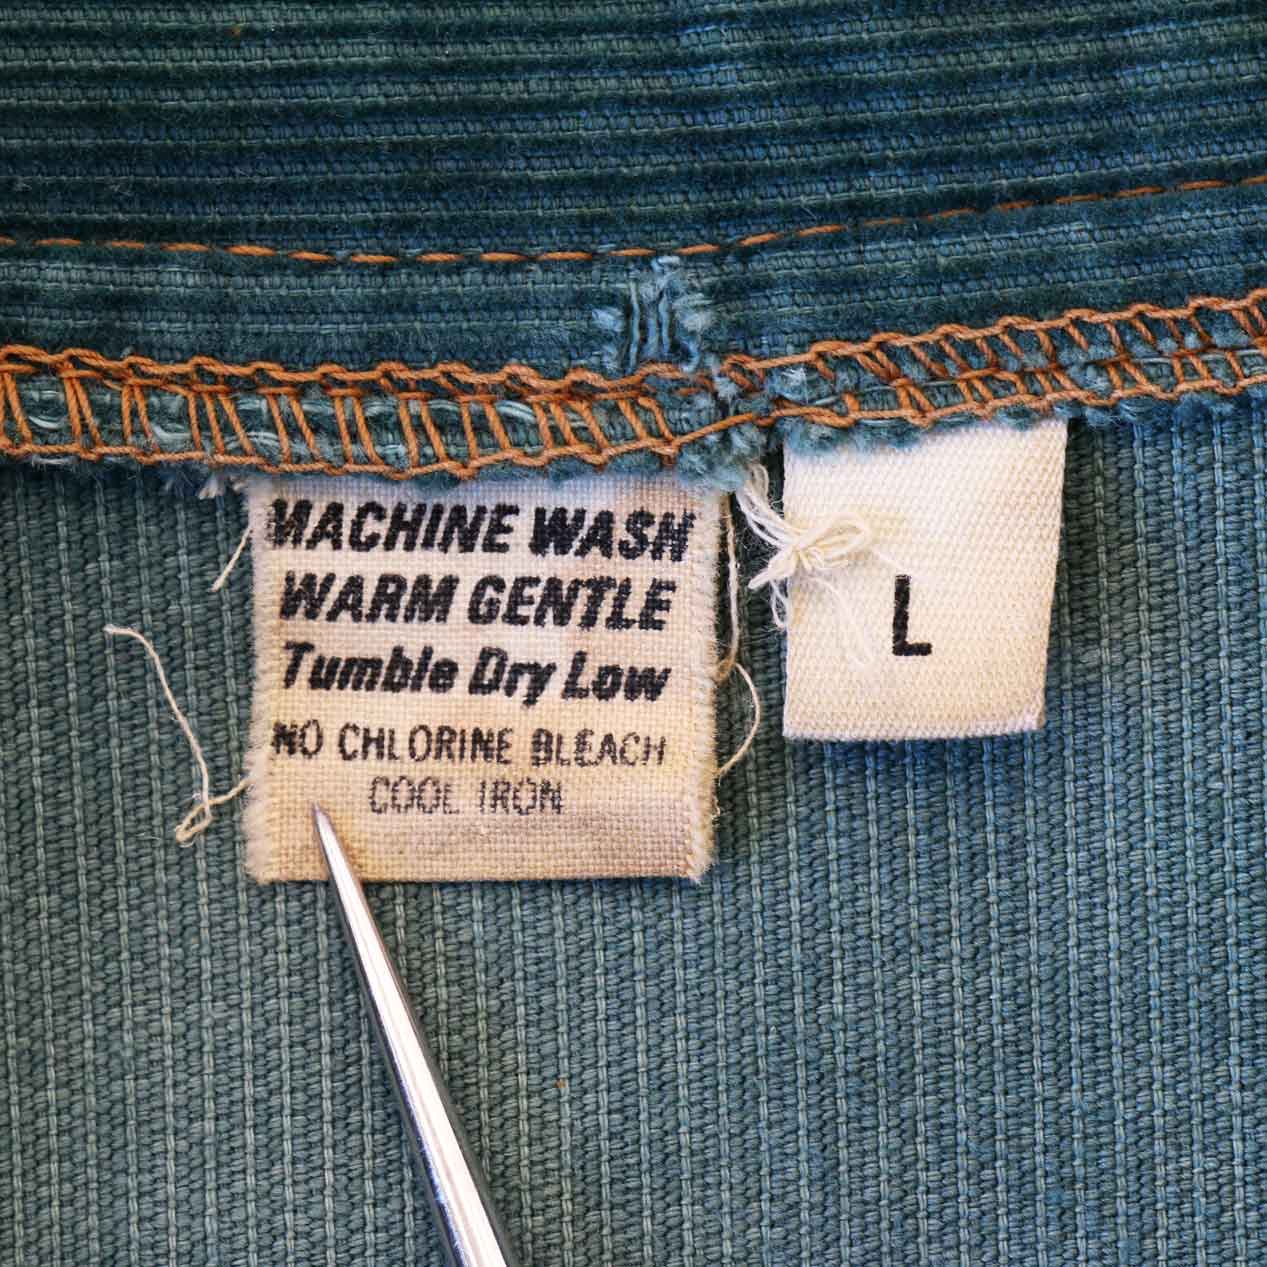 MACHINE WASH
WARM GENTLE
Tumble Dry Low
NO CHLORINE BLEACH
COOL IRON
L